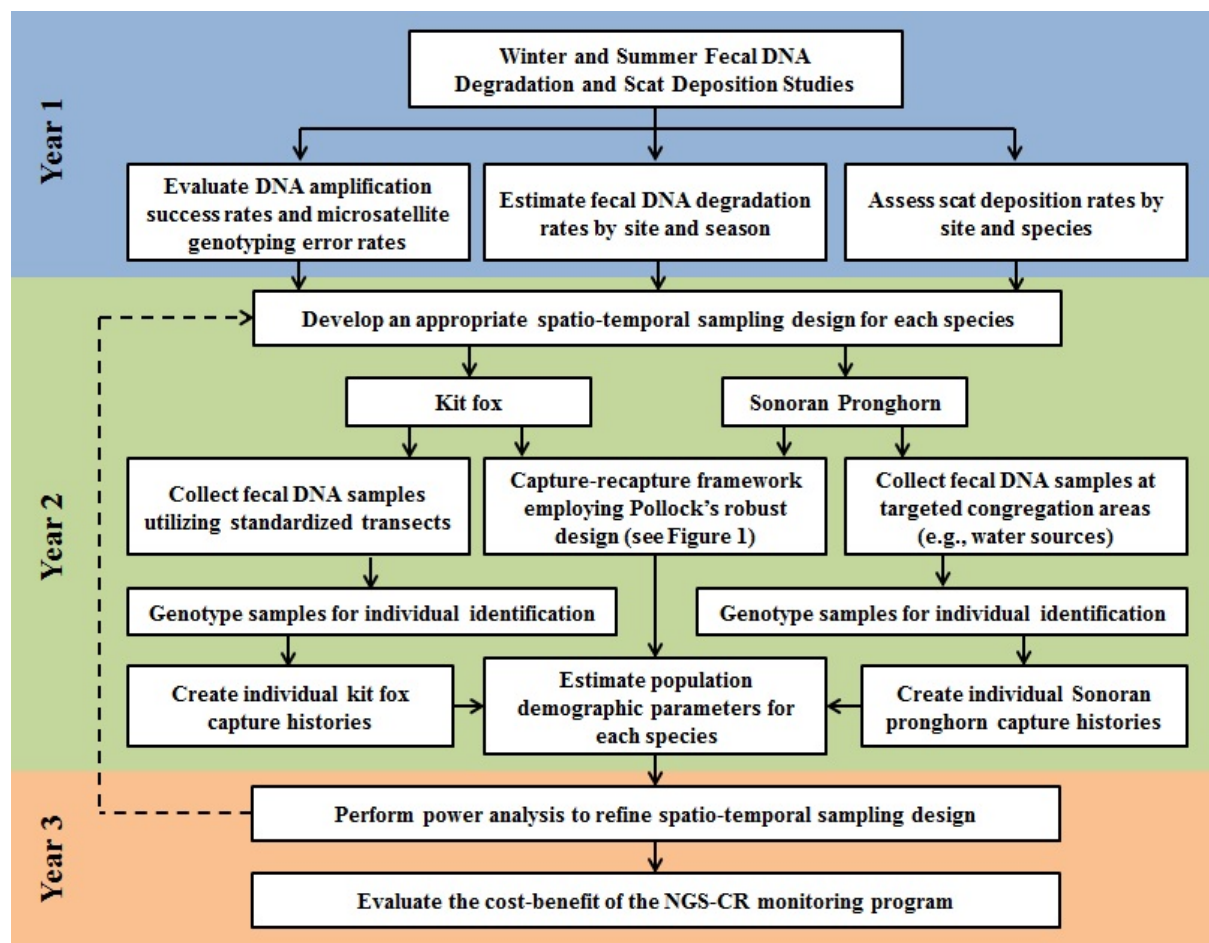 Year 1
Winter and Summer Fecal DNA
Degradation and Scat Deposition Studies
Evaluate DNA amplification
success rates and microsatellite
genotyping error rates
Estimate fecal DNA degradation
rates by site and season
Assess scat deposition rates by
site and species
Year 2
Develop an appropriate spatio-temporal sampling design for each species
Kit fox
Sonoran Pronghorn
Collect fecal DNA samples
utilizing standardized transects
Capture-recapture framework
employing Pollock's robust
design (see Figure 1)
Collect fecal DNA samples at
targeted congregation areas
(e.g., water sources)
Genotype samples for individual identification
Genotype samples for individual identification
Create individual kit fox
capture histories
Estimate population
demographic parameters for
each species
Create individual Sonoran
pronghorn capture histories
Year 3
Perform power analysis to refine spatio-temporal sampling design
Evaluate the cost-benefit of the NGS-CR monitoring program